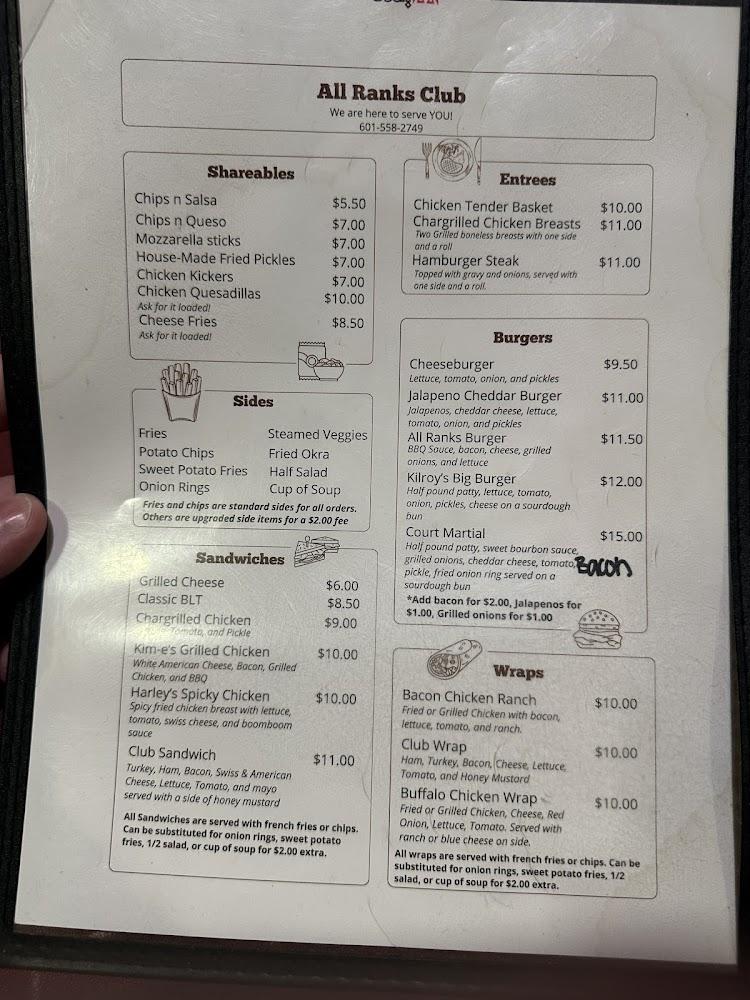 All Ranks Club
We are here to serve YOU!
601-558-2749
Shareables
Chips n Salsa $5.50
Chips n Queso $7.00
Mozzarella sticks $7.00
House-Made Fried Pickles $7.00
Chicken Kickers $7.00
Chicken Quesadillas $10.00
Ask for it loaded!
Cheese Fries $8.50
Ask for it loaded!
Sides
Fries Steamed Veggies
Potato Chips Fried Okra
Sweet Potato Fries Half Salad
Onion Rings Cup of Soup
Fries and chips are standard sides for all orders.
Others are upgraded side items for a $2.00 fee
Sandwiches
Grilled Cheese $6.00
Classic BLT $8.50
Chargrilled Chicken $9.00
Tomato, and Pickle
Kim-e's Grilled Chicken $10.00
White American Cheese, Bacon, Grilled
Chicken, and BBQ
Harley's Spicky Chicken $10.00
Spicy fried chicken breast with lettuce,
tomato, swiss cheese, and boomboom
sauce
Club Sandwich $11.00
Turkey, Ham, Bacon, Swiss & American
Cheese, Lettuce, Tomato, and mayo
served with a side of honey mustard
All Sandwiches are served with french fries or chips.
Can be substituted for onion rings, sweet potato
fries, 1/2 salad, or cup of soup for $2.00 extra.
Entrees
Chicken Tender Basket $10.00
Chargrilled Chicken Breasts $11.00
Two Grilled boneless breasts with one side
and a roll
Hamburger Steak $11.00
Topped with gravy and onions, served with
one side and a roll.
Burgers
Cheeseburger $9.50
Lettuce, tomato, onion, and pickles
Jalapeno Cheddar Burger $11.00
Jalapenos, cheddar cheese, lettuce,
tomato, onion, and pickles
All Ranks Burger $11.50
BBQ Sauce, bacon, cheese, grilled
onions, and lettuce
Kilroy's Big Burger $12.00
Half pound patty, lettuce, tomato,
onion, pickles, cheese on a sourdough
bun
Court Martial $15.00
Half pound patty, sweet bourbon sauce,
grilled onions, cheddar cheese, tomato, Bacon
pickle, fried onion ring served on a
sourdough bun
*Add bacon for $2.00, Jalapenos for
$1.00, Grilled onions for $1.00
Wraps
Bacon Chicken Ranch $10.00
Fried or Grilled Chicken with bacon,
lettuce, tomato, and ranch.
Club Wrap $10.00
Ham, Turkey, Bacon, Cheese, Lettuce,
Tomato, and Honey Mustard
Buffalo Chicken Wrap $10.00
Fried or Grilled Chicken, Cheese, Red
Onion, Lettuce, Tomato. Served with
ranch or blue cheese on side.
All wraps are served with french fries or chips. Can be
substituted for onion rings, sweet potato fries, 1/2
salad, or cup of soup for $2.00 extra.